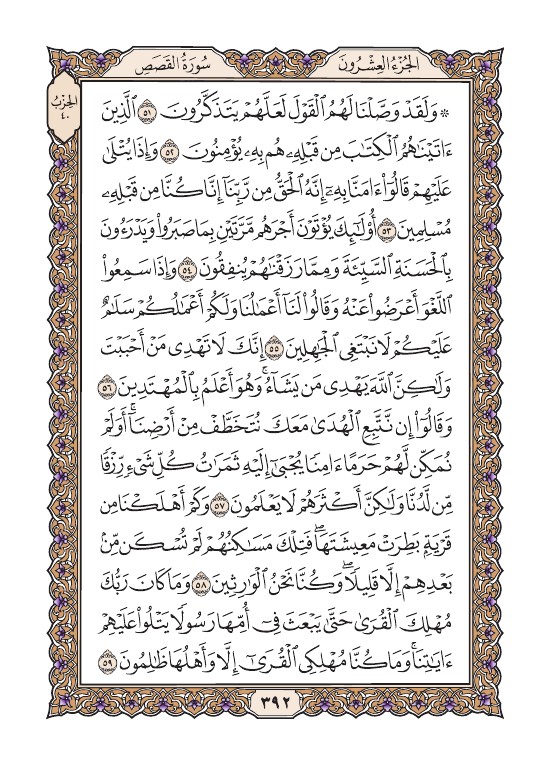 الجُزْءُ العِشْرُونَ
سُورَةُ القَصَصِ
الحِزْبُ
٤٠
۞ وَلَقَدْ وَصَّلْنَا لَهُمُ ٱلْقَوْلَ لَعَلَّهُمْ يَتَذَكَّرُونَ ٥١ ٱلَّذِينَ
ءَاتَيْنَٰهُمُ ٱلْكِتَٰبَ مِن قَبْلِهِۦ هُم بِهِۦ يُؤْمِنُونَ ٥٢ وَإِذَا يُتْلَىٰ
عَلَيْهِمْ قَالُوٓا۟ ءَامَنَّا بِهِۦٓ إِنَّهُ ٱلْحَقُّ مِن رَّبِّنَآ إِنَّا كُنَّا مِن قَبْلِهِۦ
مُسْلِمِينَ ٥٣ أُو۟لَٰٓئِكَ يُؤْتَوْنَ أَجْرَهُم مَّرَّتَيْنِ بِمَا صَبَرُوا۟ وَيَدْرَءُونَ
بِٱلْحَسَنَةِ ٱلسَّيِّئَةَ وَمِمَّا رَزَقْنَٰهُمْ يُنفِقُونَ ٥٤ وَإِذَا سَمِعُوا۟
ٱللَّغْوَ أَعْرَضُوا۟ عَنْهُ وَقَالُوا۟ لَنَآ أَعْمَٰلُنَا وَلَكُمْ أَعْمَٰلُكُمْ سَلَٰمٌ
عَلَيْكُمْ لَا نَبْتَغِى ٱلْجَٰهِلِينَ ٥٥ إِنَّكَ لَا تَهْدِى مَنْ أَحْبَبْتَ
وَلَٰكِنَّ ٱللَّهَ يَهْدِى مَن يَشَآءُ ۚ وَهُوَ أَعْلَمُ بِٱلْمُهْتَدِينَ ٥٦
وَقَالُوٓا۟ إِن نَّتَّبِعِ ٱلْهُدَىٰ مَعَكَ نُتَخَطَّفْ مِنْ أَرْضِنَآ ۚ أَوَلَمْ
نُمَكِّن لَّهُمْ حَرَمًا ءَامِنًا يُجْبَىٰٓ إِلَيْهِ ثَمَرَٰتُ كُلِّ شَىْءٍ رِّزْقًا
مِّن لَّدُنَّا وَلَٰكِنَّ أَكْثَرَهُمْ لَا يَعْلَمُونَ ٥٧ وَكَمْ أَهْلَكْنَا مِن
قَرْيَةٍۭ بَطِرَتْ مَعِيشَتَهَا ۖ فَتِلْكَ مَسَٰكِنُهُمْ لَمْ تُسْكَن مِّنۢ
بَعْدِهِمْ إِلَّا قَلِيلًا ۖ وَكُنَّا نَحْنُ ٱلْوَٰرِثِينَ ٥٨ وَمَا كَانَ رَبُّكَ
مُهْلِكَ ٱلْقُرَىٰ حَتَّىٰ يَبْعَثَ فِىٓ أُمِّهَا رَسُولًا يَتْلُوا۟ عَلَيْهِمْ
ءَايَٰتِنَا ۚ وَمَا كُنَّا مُهْلِكِى ٱلْقُرَىٰٓ إِلَّا وَأَهْلُهَا ظَٰلِمُونَ ٥٩
٣٩٢